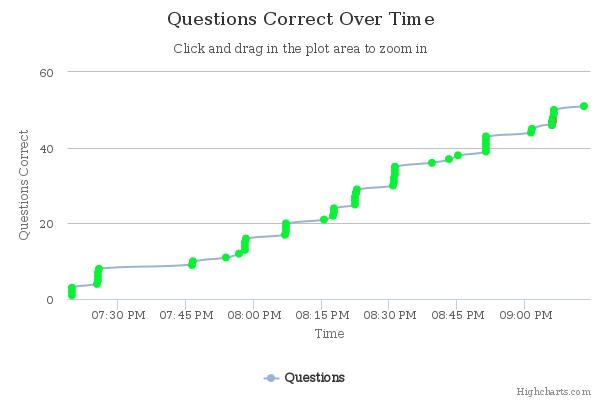 Questions Correct Over Time
Click and drag in the plot area to zoom in
Questions Correct
60
40
20
0
07:30 PM 07:45 PM 08:00 PM 08:15 PM 08:30 PM 08:45 PM 09:00 PM
Time
Questions
Highcharts.com